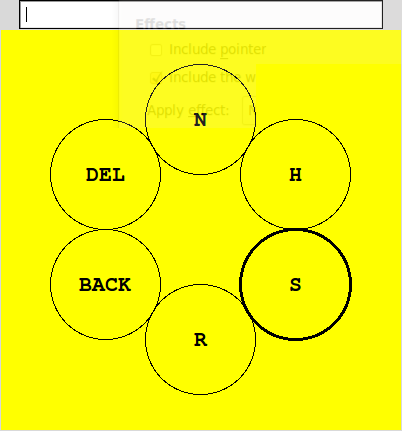 Effects
Include pointer
Include the w
Apply effect: N
N
DEL
H
BACK
S
R